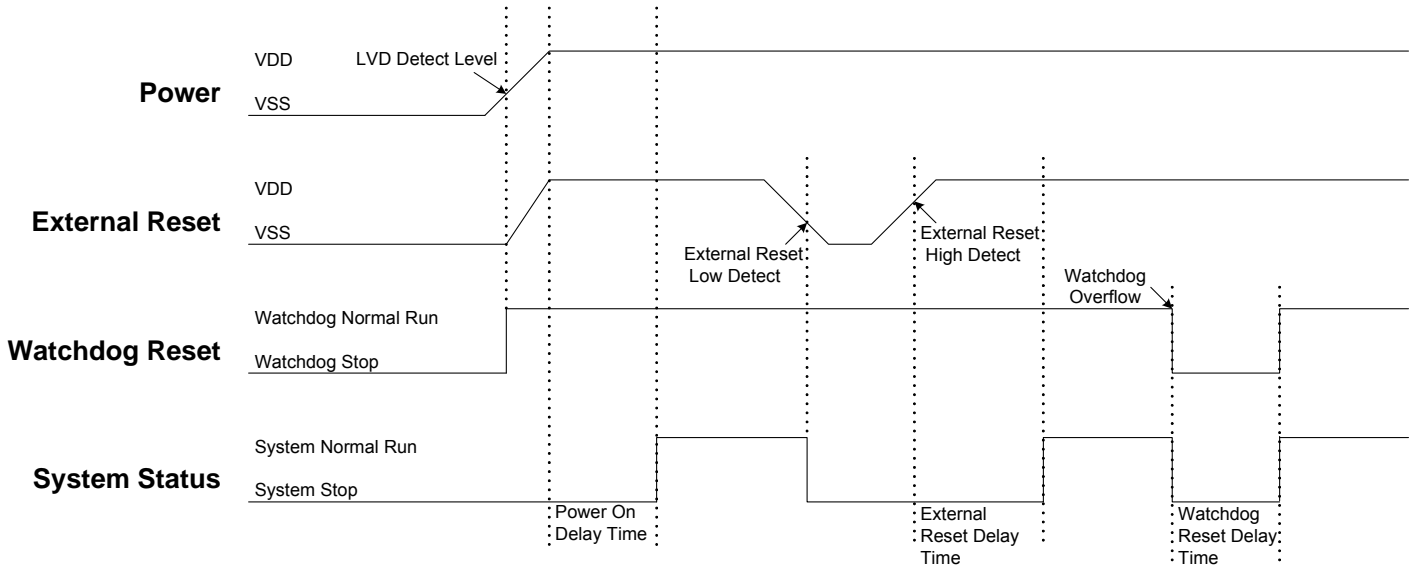 Power
VDD
VSS
LVD Detect Level
External Reset
VDD
VSS
External Reset
Low Detect
External Reset
High Detect
Watchdog Reset
Watchdog Normal Run
Watchdog Stop
Watchdog
Overflow
System Status
System Normal Run
System Stop
Power On
Delay Time
External
Reset Delay
Time
Watchdog
Reset Delay
Time